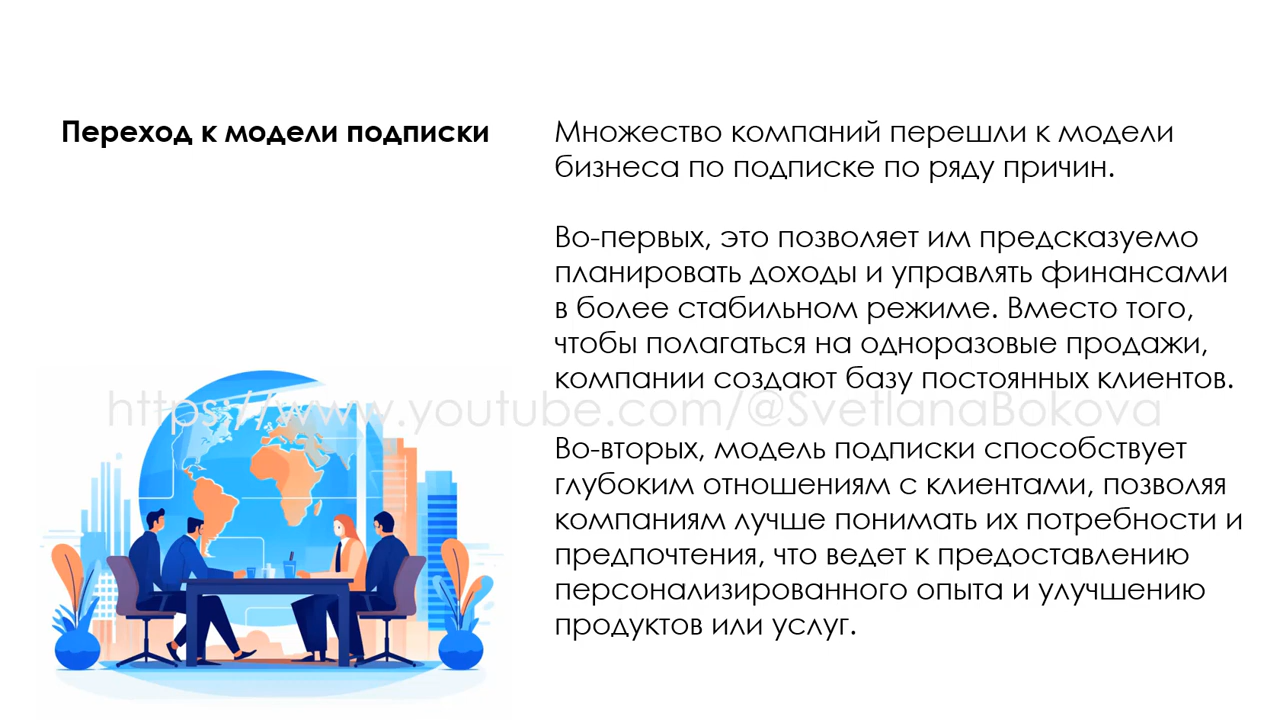 Переход к модели подписки
Множество компаний перешли к модели
бизнеса по подписке по ряду причин.
Во-первых, это позволяет им предсказуемо
планировать доходы и управлять финансами
в более стабильном режиме. Вместо того,
чтобы полагаться на одноразовые продажи,
компании создают базу постоянных клиентов.
https://www.youtube.com/@SvetlanaBokova
Во-вторых, модель подписки способствует
глубоким отношениям с клиентами, позволяя
компаниям лучше понимать их потребности и
предпочтения, что ведет к предоставлению
персонализированного опыта и улучшению
продуктов или услуг.